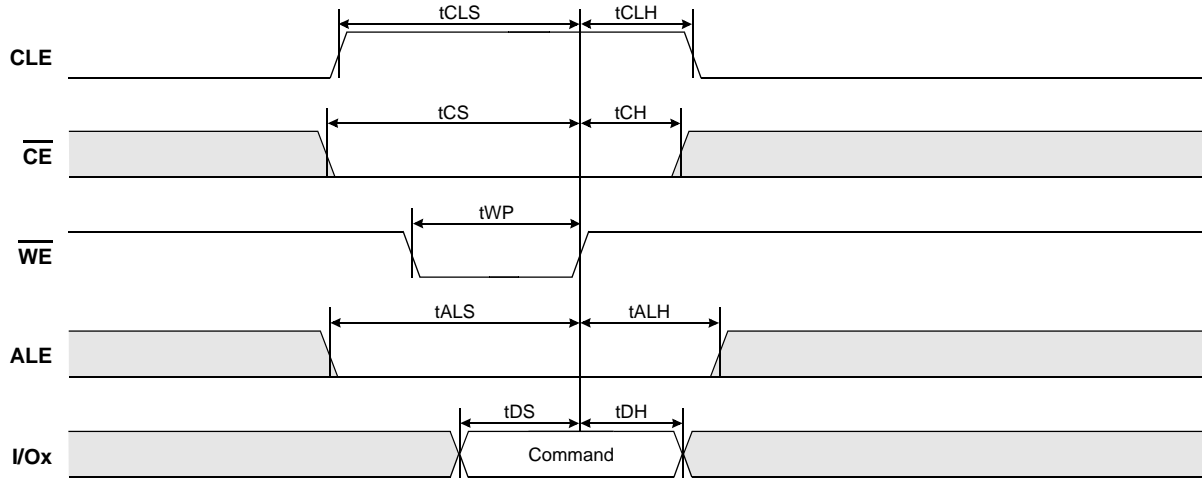 tCLS tCLH
CLE
tCS tCH
CE
tWP
WE
tALS tALH
ALE
tDS tDH
I/Ox Command